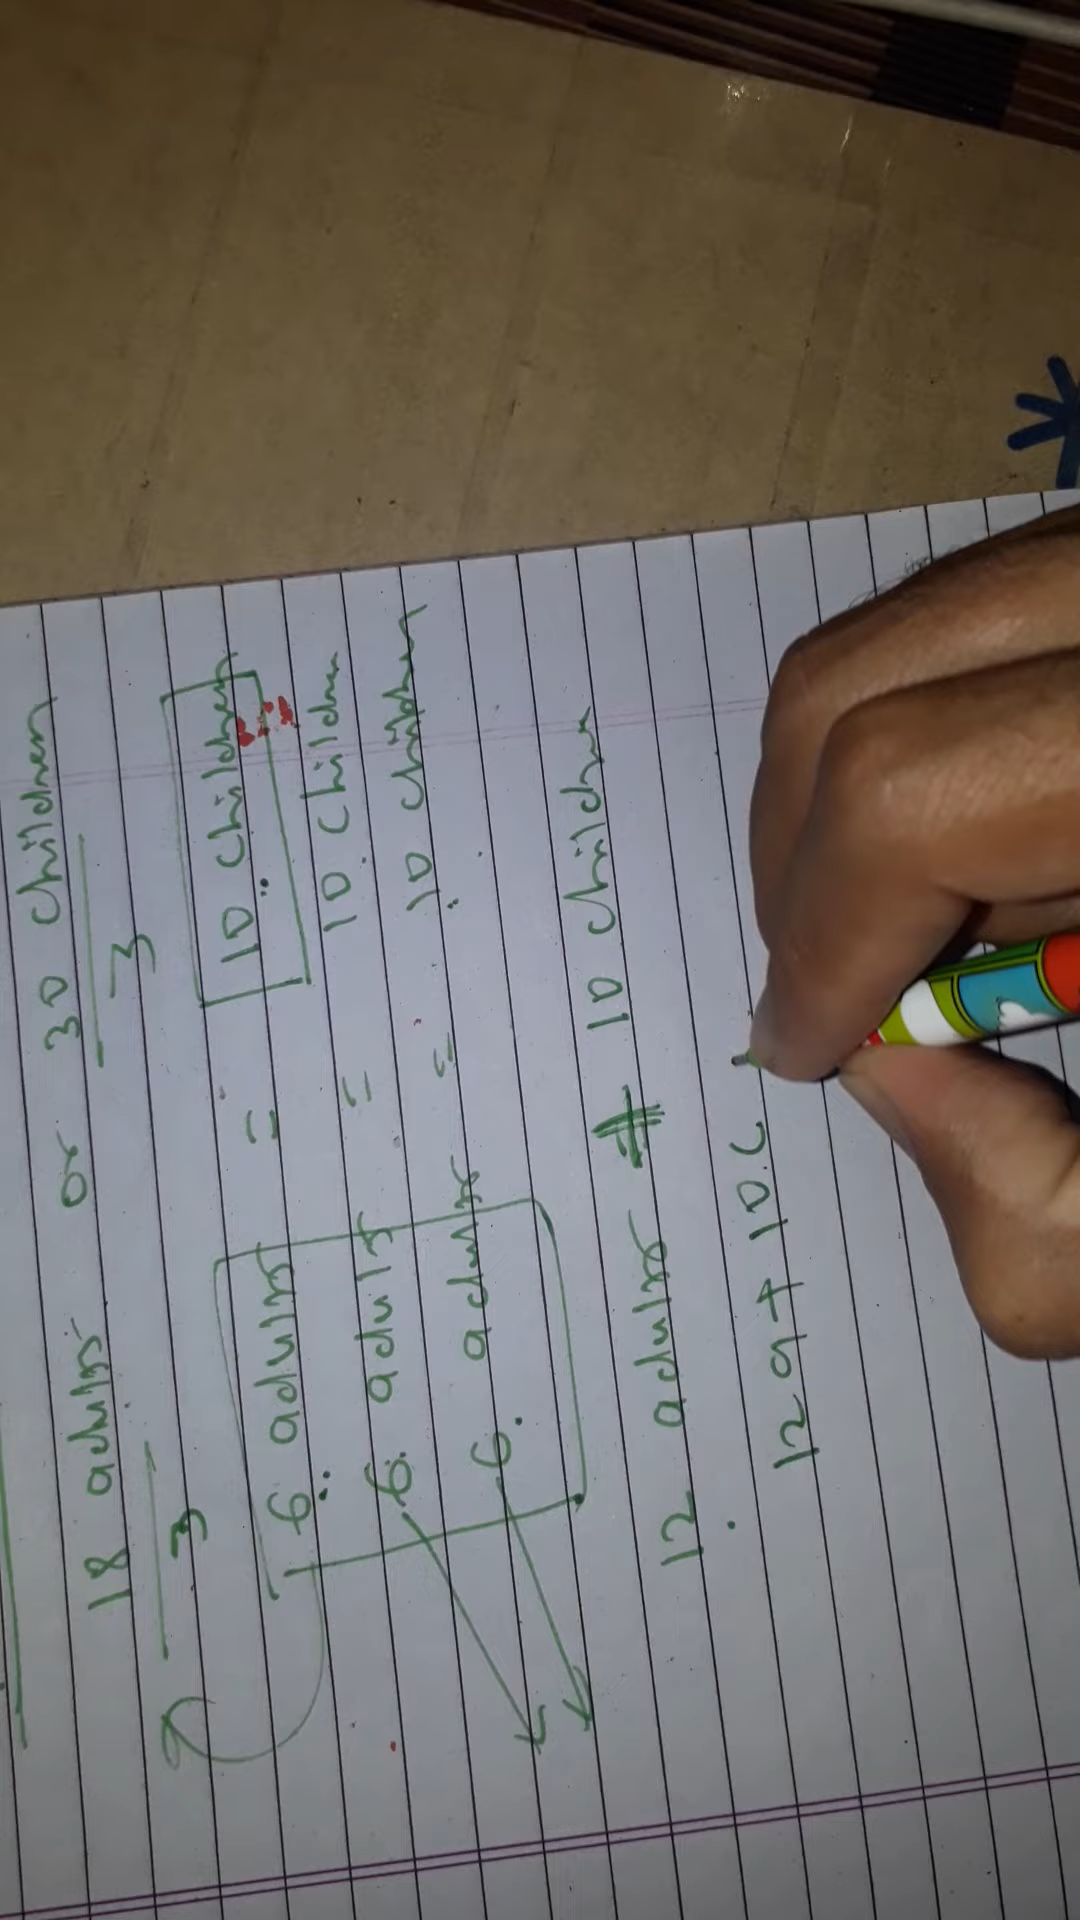 18 adults or 30 children
3 3
6 adults = 10 children
6 adults = 10 children
6 adults = 10 children
12 adults + 10 children
12 a + 10 c